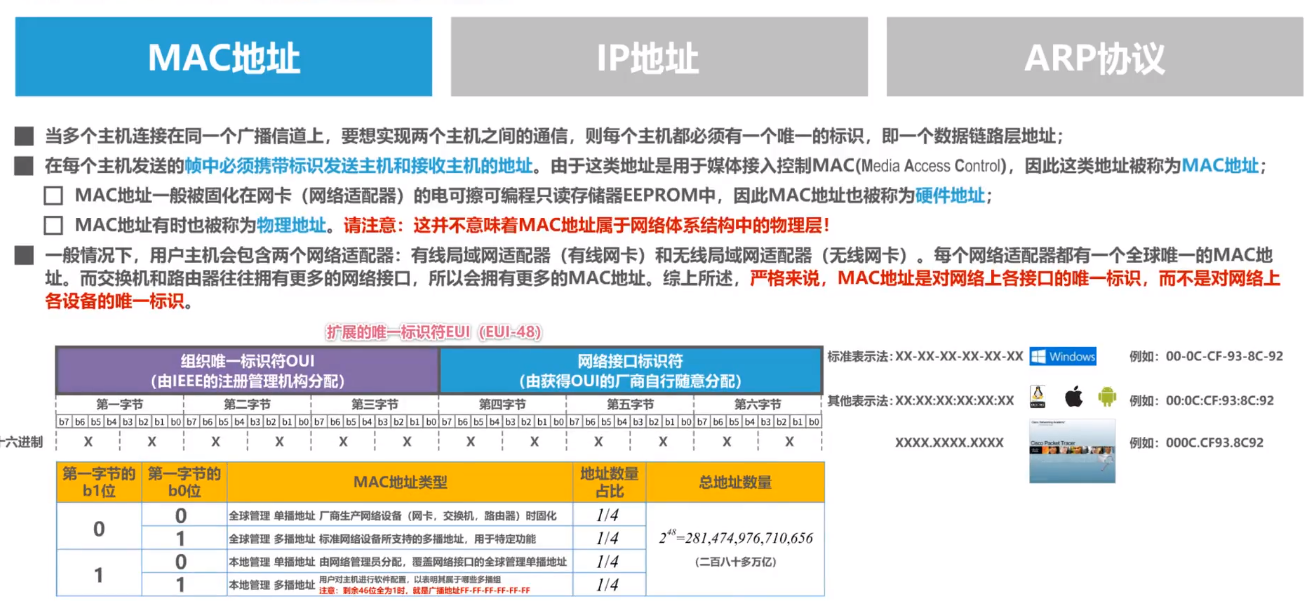 MAC地址 IP地址 ARP协议
当多个主机连接在同一个广播信道上，要想实现两个主机之间的通信，则每个主机都必须有一个唯一的标识，即一个数据链路层地址；
在每个主机发送的帧中必须携带标识发送主机和接收主机的地址。由于这类地址是用于媒体接入控制MAC(Media Access Control)，因此这类地址被称为MAC地址；
MAC地址一般被固化在网卡（网络适配器）的电可擦可编程只读存储器EEPROM中，因此MAC地址也被称为硬件地址；
MAC地址有时也被称为物理地址。请注意：这并不意味着MAC地址属于网络体系结构中的物理层！
一般情况下，用户主机会包含两个网络适配器：有线局域网适配器（有线网卡）和无线局域网适配器（无线网卡）。每个网络适配器都有一个全球唯一的MAC地
址。而交换机和路由器往往拥有更多的网络接口，所以会拥有更多的MAC地址。综上所述，严格来说，MAC地址是对网络上各接口的唯一标识，而不是对网络上
各设备的唯一标识。
扩展的唯一标识符EUI（EUI-48）
组织唯一标识符OUI
（由IEEE的注册管理机构分配）
网络接口标识符
（由获得OUI的厂商自行随意分配）
第一字节 第二字节 第三字节 第四字节 第五字节 第六字节
b7 b6 b5 b4 b3 b2 b1 b0 b7 b6 b5 b4 b3 b2 b1 b0 b7 b6 b5 b4 b3 b2 b1 b0 b7 b6 b5 b4 b3 b2 b1 b0 b7 b6 b5 b4 b3 b2 b1 b0 b7 b6 b5 b4 b3 b2 b1 b0
十六进制 X X X X X X X X X X X X
标准表示法：XX-XX-XX-XX-XX-XX Windows 例如：00-0C-CF-93-8C-92
其他表示法：XX:XX:XX:XX:XX:XX 例如：00:0C:CF:93:8C:92
XXXX.XXXX.XXXX Cisco Packet Tracer 例如：000C.CF93.8C92
第一字节的
b1位
第一字节的
b0位
MAC地址类型
地址数量
占比
总地址数量
0 0 全球管理 单播地址 厂商生产网络设备（网卡，交换机，路由器）时固化 1/4
1 全球管理 多播地址 标准网络设备所支持的多播地址，用于特定功能 1/4
1 0 本地管理 单播地址 由网络管理员分配，覆盖网络接口的全球管理单播地址 1/4
1 本地管理 多播地址 用户对主机进行软件配置，以表明其属于哪些多播组 1/4
注意：剩余46位全为1时，就是广播地址FF-FF-FF-FF-FF-FF
2^48=281,474,976,710,656
（二百八十多万亿）